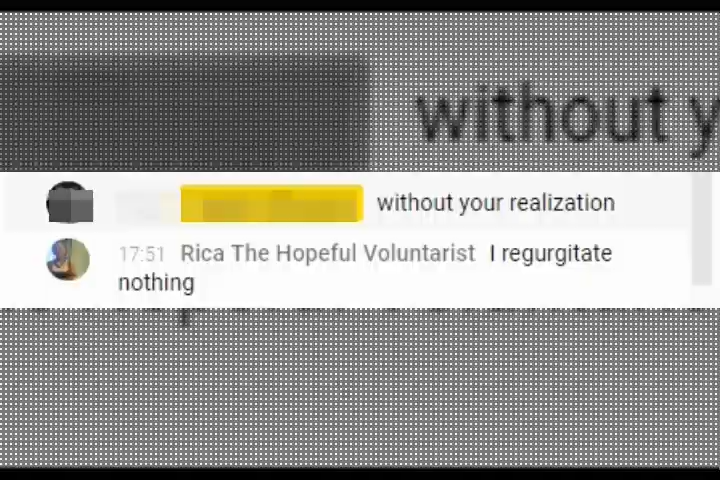 without y
without your realization
17:51 Rica The Hopeful Voluntarist I regurgitate
nothing